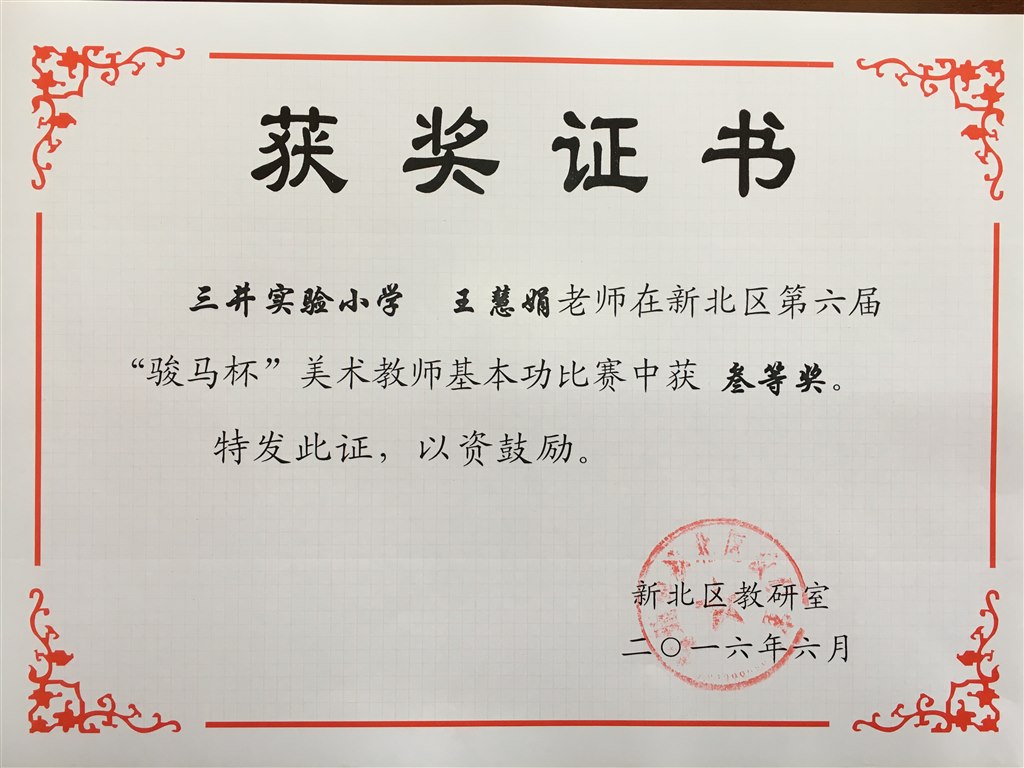 获奖证书
三井实验小学 王慧娟老师在新北区第六届
“骏马杯”美术教师基本功比赛中获 叁等奖。
特发此证，以资鼓励。
新北区教研室
二〇一六年六月